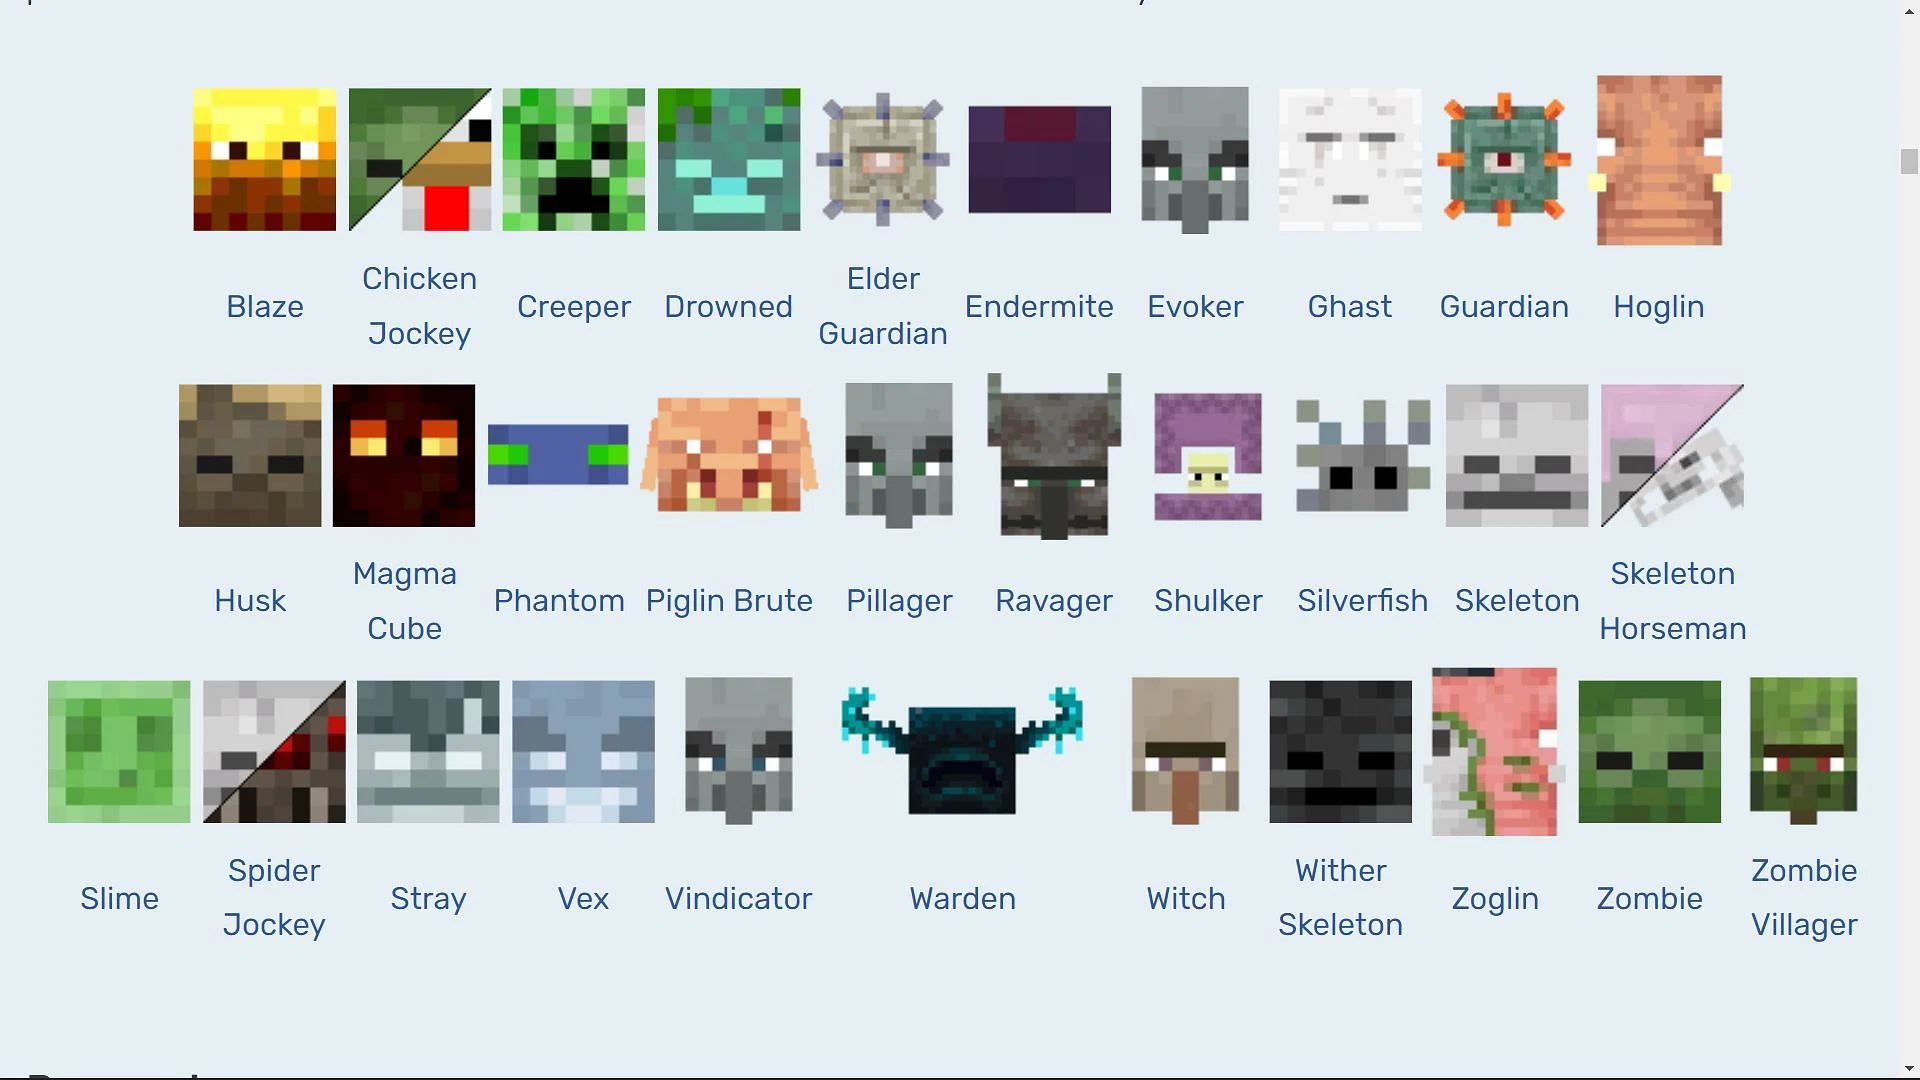 Blaze
Chicken
Jockey
Creeper
Drowned
Elder
Guardian
Endermite
Evoker
Ghast
Guardian
Hoglin
Husk
Magma
Cube
Phantom
Piglin Brute
Pillager
Ravager
Shulker
Silverfish
Skeleton
Skeleton
Horseman
Slime
Spider
Jockey
Stray
Vex
Vindicator
Warden
Witch
Wither
Skeleton
Zoglin
Zombie
Zombie
Villager